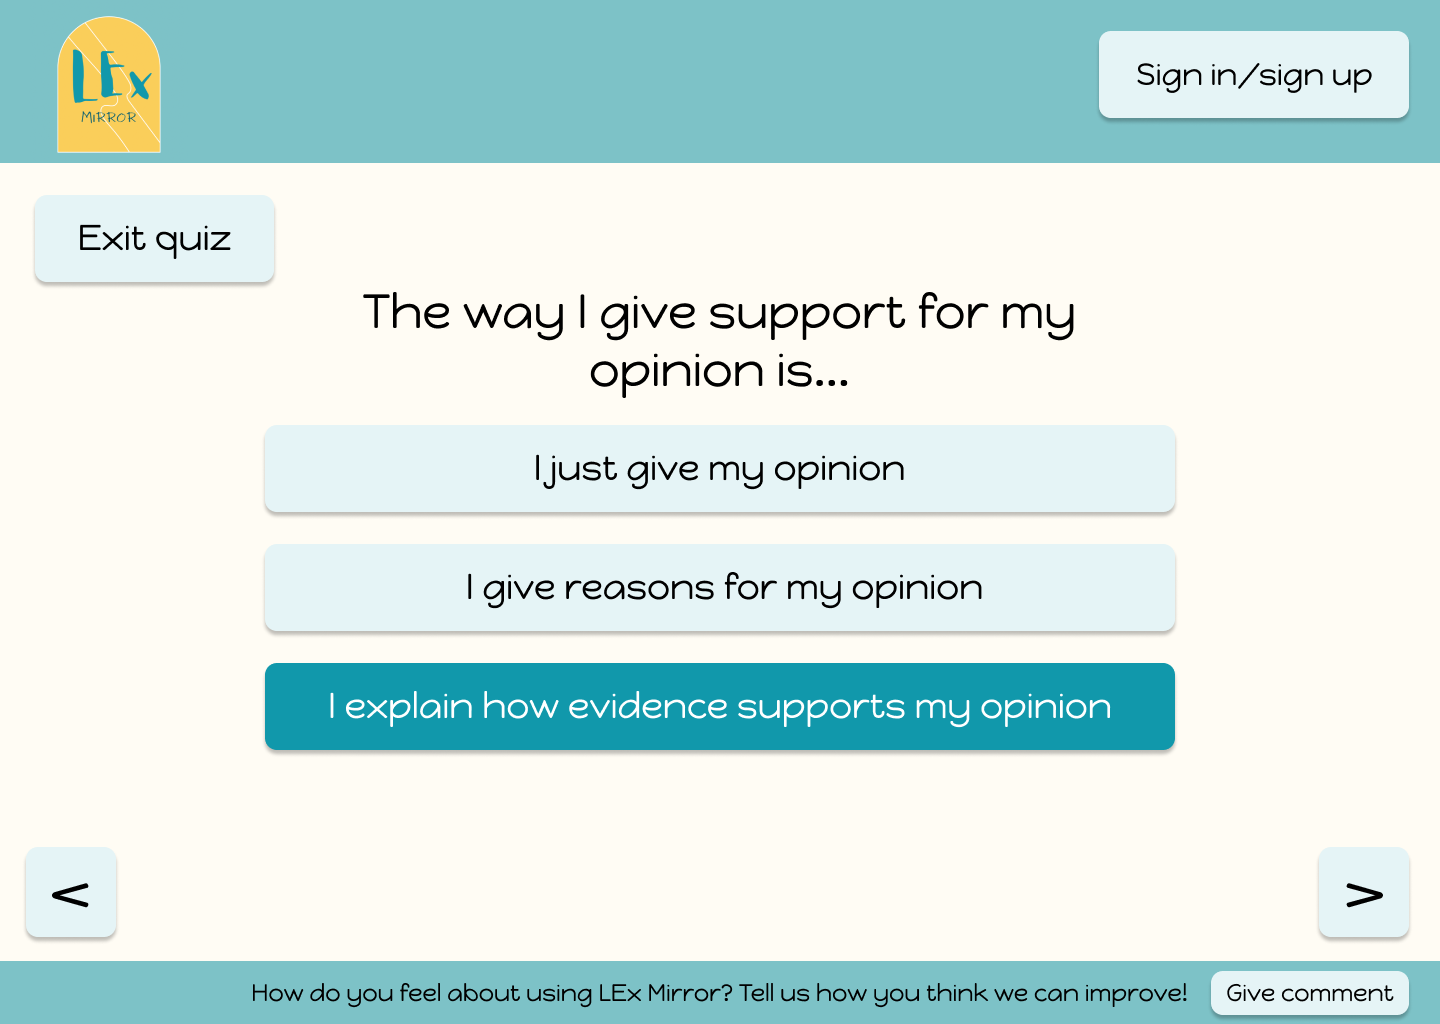 LEx
MIRROR
Sign in/sign up
Exit quiz
The way I give support for my
opinion is...
I just give my opinion
I give reasons for my opinion
I explain how evidence supports my opinion
<
>
How do you feel about using LEx Mirror? Tell us how you think we can improve!
Give comment